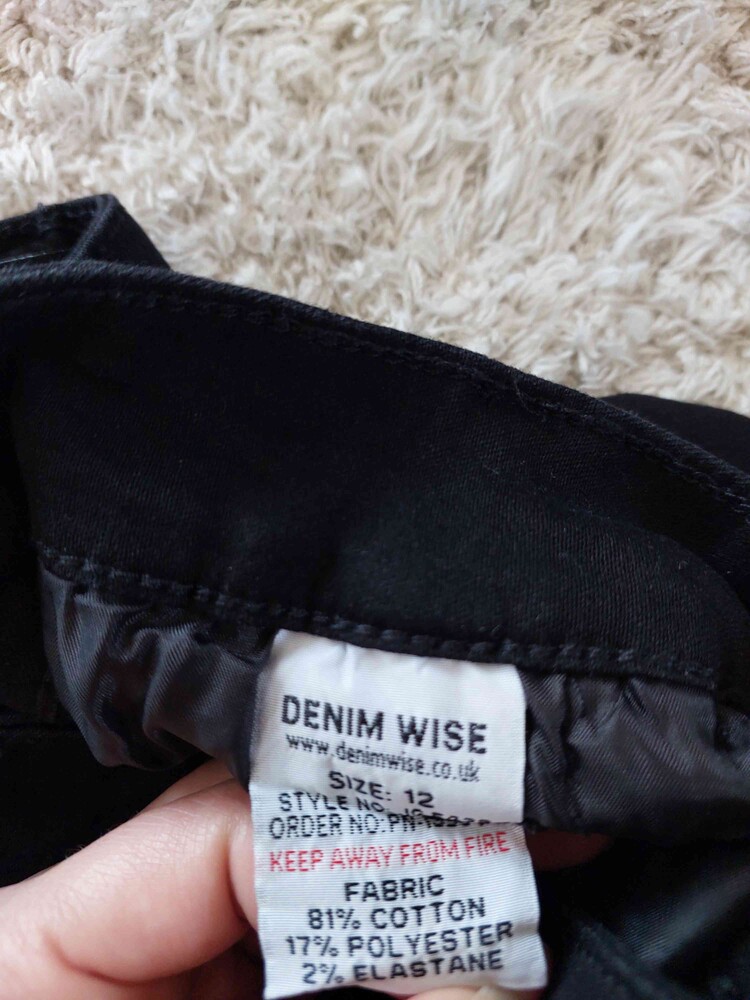 DENIM WISE
www.denimwise.co.uk
SIZE: 12
STYLE NO:
ORDER NO:
KEEP AWAY FROM FIRE
FABRIC
81% COTTON
17% POLYESTER
2% ELASTANE